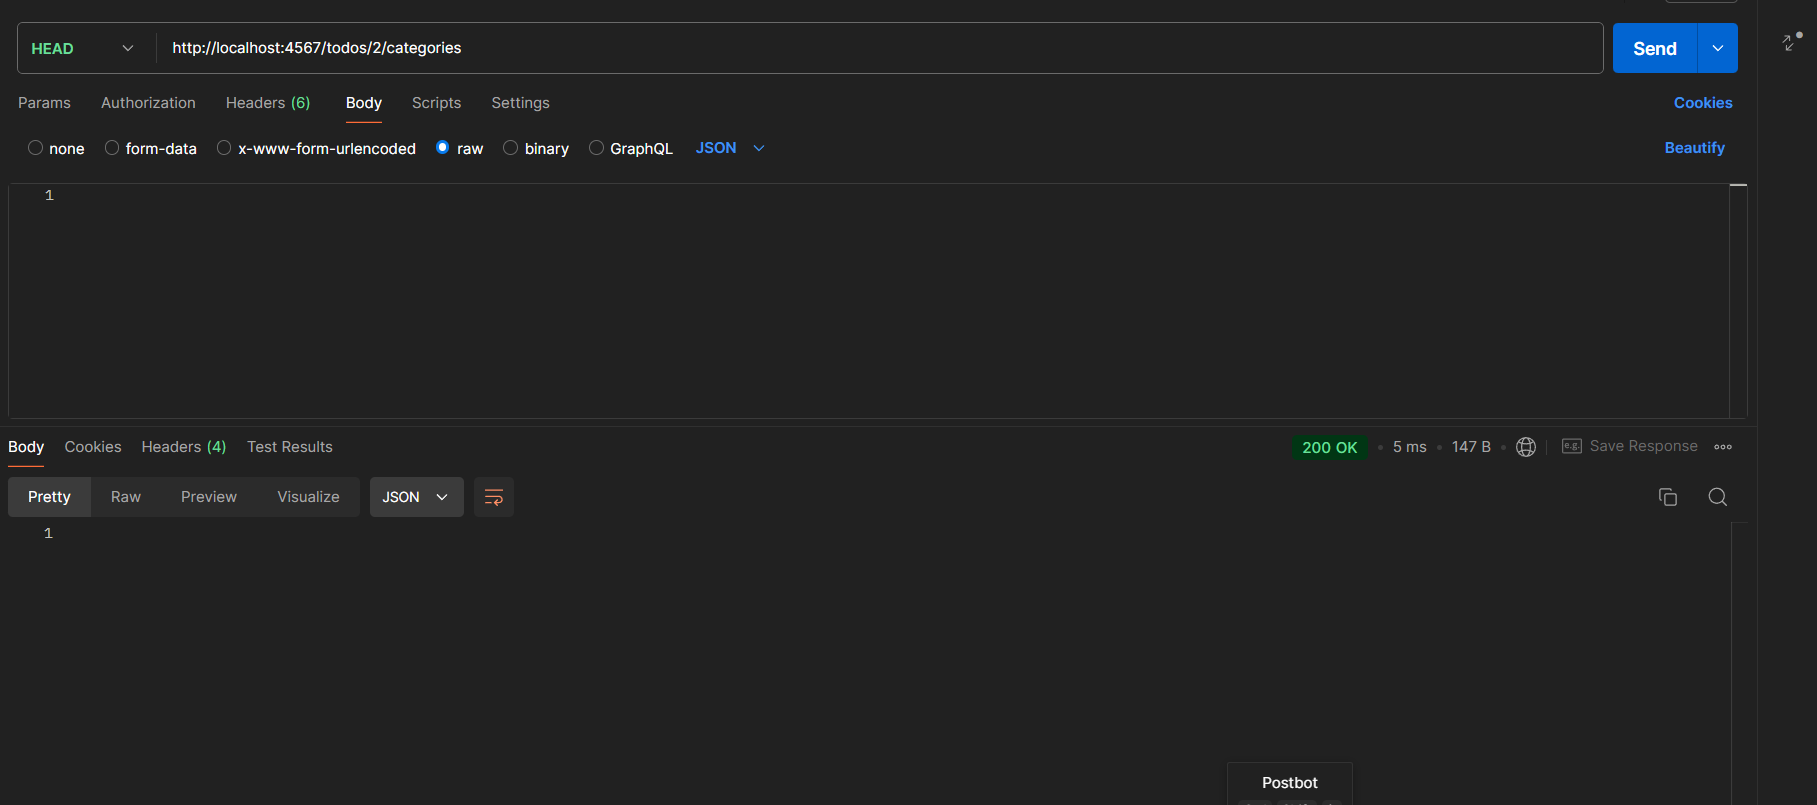 HEAD http://localhost:4567/todos/2/categories Send
Params Authorization Headers (6) Body Scripts Settings Cookies
none form-data x-www-form-urlencoded raw binary GraphQL JSON Beautify
1
Body Cookies Headers (4) Test Results 200 OK • 5 ms • 147 B • e.g. Save Response
Pretty Raw Preview Visualize JSON
1
Postbot